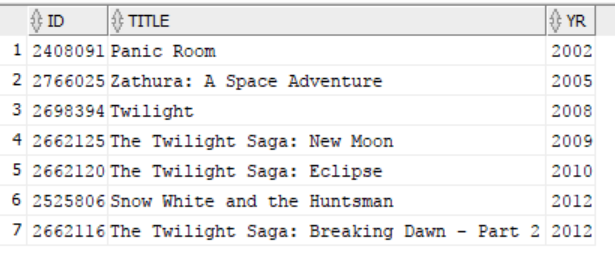 ID TITLE YR
1 2408091 Panic Room 2002
2 2766025 Zathura: A Space Adventure 2005
3 2698394 Twilight 2008
4 2662125 The Twilight Saga: New Moon 2009
5 2662120 The Twilight Saga: Eclipse 2010
6 2525806 Snow White and the Huntsman 2012
7 2662116 The Twilight Saga: Breaking Dawn - Part 2 2012